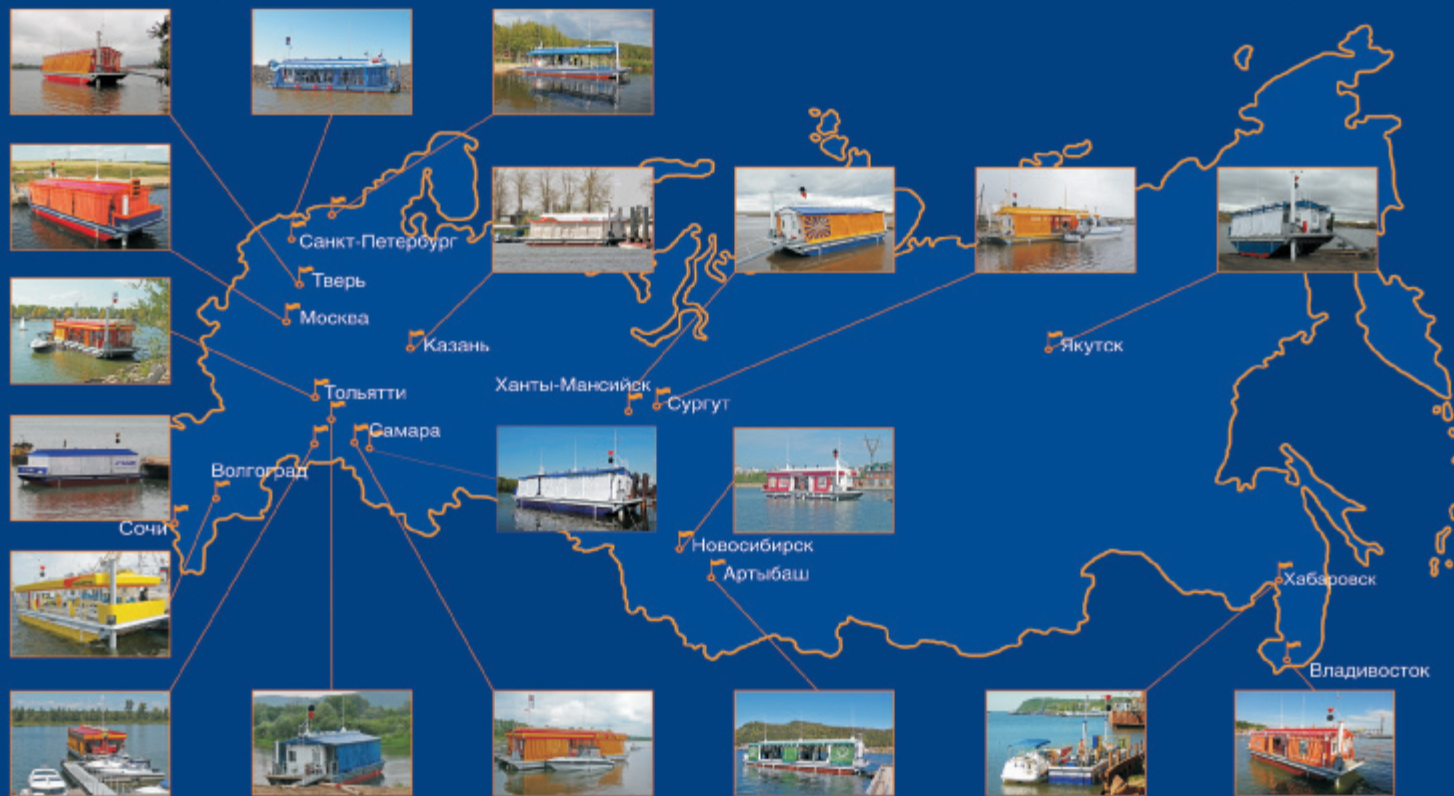 Санкт-Петербург
Тверь
Москва
Казань
Якутск
Ханты-Мансийск
Сургут
Тольятти
Самара
Волгоград
Сочи
Новосибирск
Артыбаш
Хабаровск
Владивосток